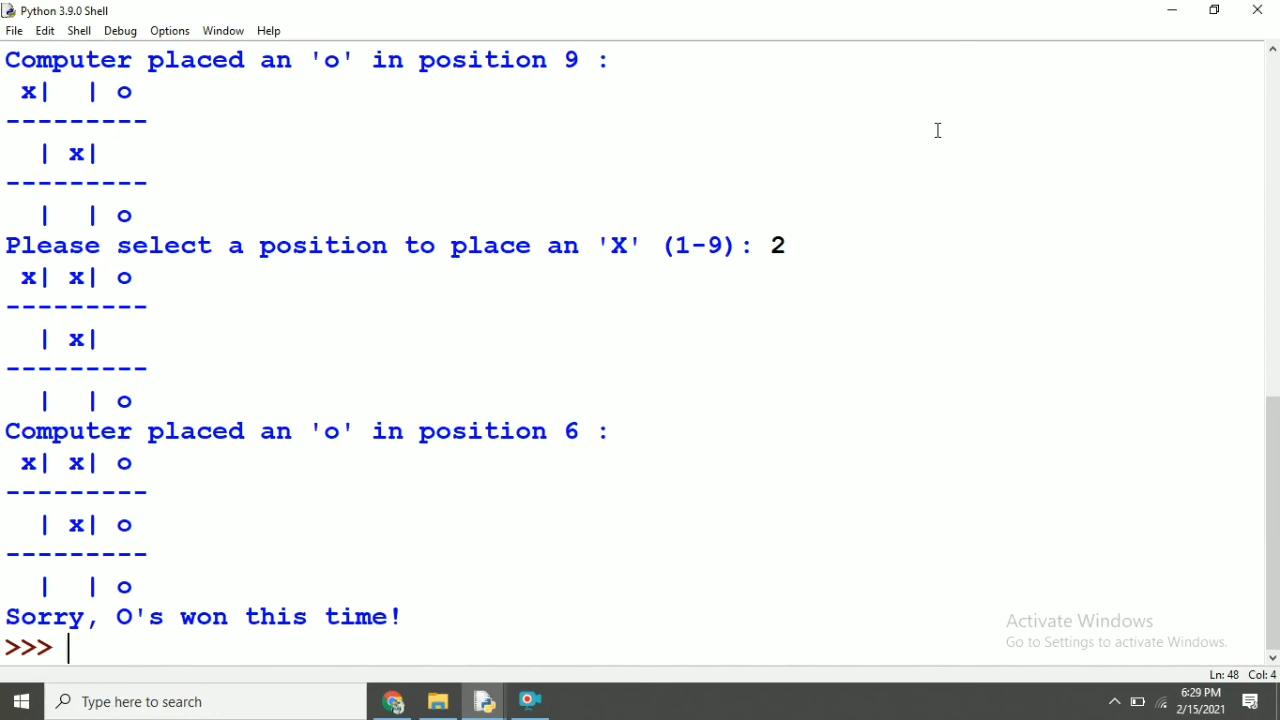 Python 3.9.0 Shell
File Edit Shell Debug Options Window Help
Computer placed an 'o' in position 9 :
 x|  | o
---------
  | x|
---------
  |  | o
Please select a position to place an 'X' (1-9): 2
 x| x| o
---------
  | x|
---------
  |  | o
Computer placed an 'o' in position 6 :
 x| x| o
---------
  | x| o
---------
  |  | o
Sorry, O's won this time!
>>>
Activate Windows
Go to Settings to activate Windows.
Ln: 48 Col: 4
Type here to search
6:29 PM
2/15/2021